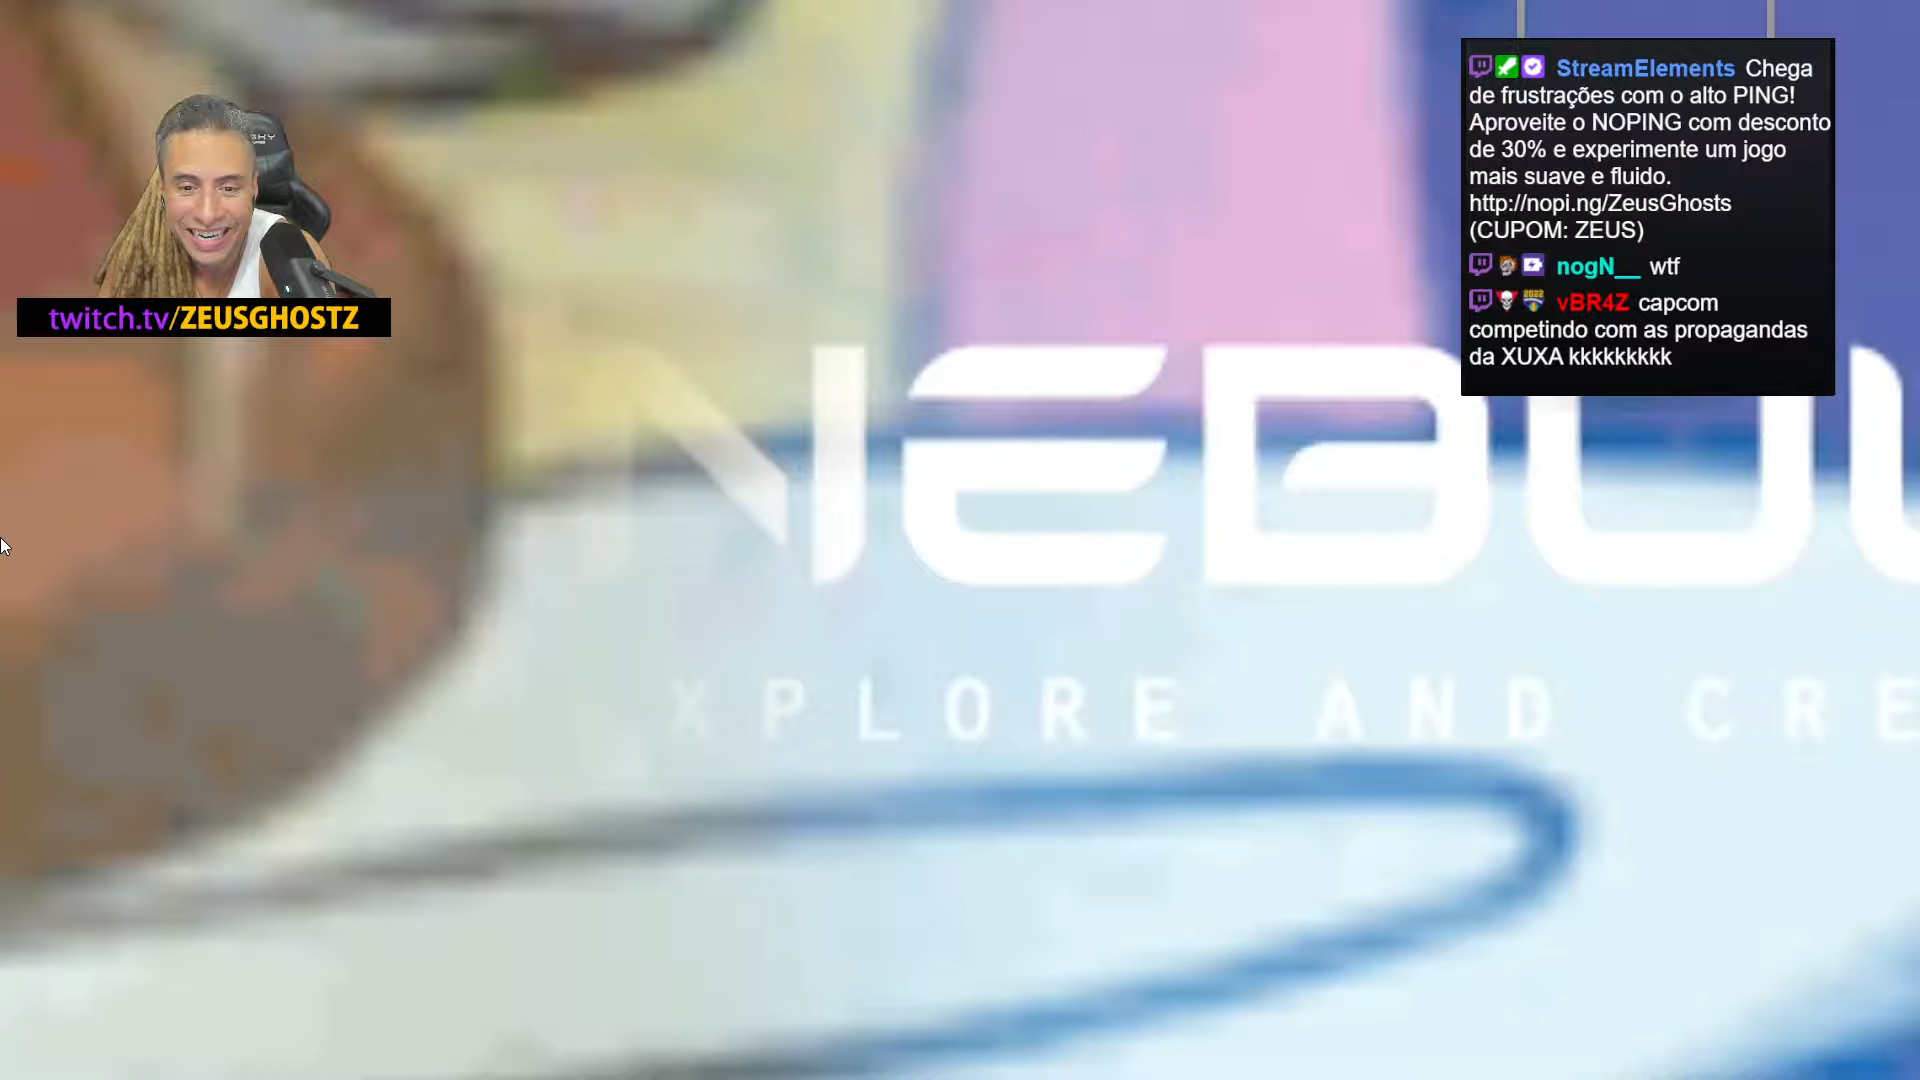 StreamElements Chega
de frustrações com o alto PING!
Aproveite o NOPING com desconto
de 30% e experimente um jogo
mais suave e fluido.
http://nopi.ng/ZeusGhosts
(CUPOM: ZEUS)
nogN__ wtf
vBR4Z capcom
competindo com as propagandas
da XUXA kkkkkkkkk
twitch.tv/ZEUSGHOSTZ
NEBU
XPLORE AND CRE